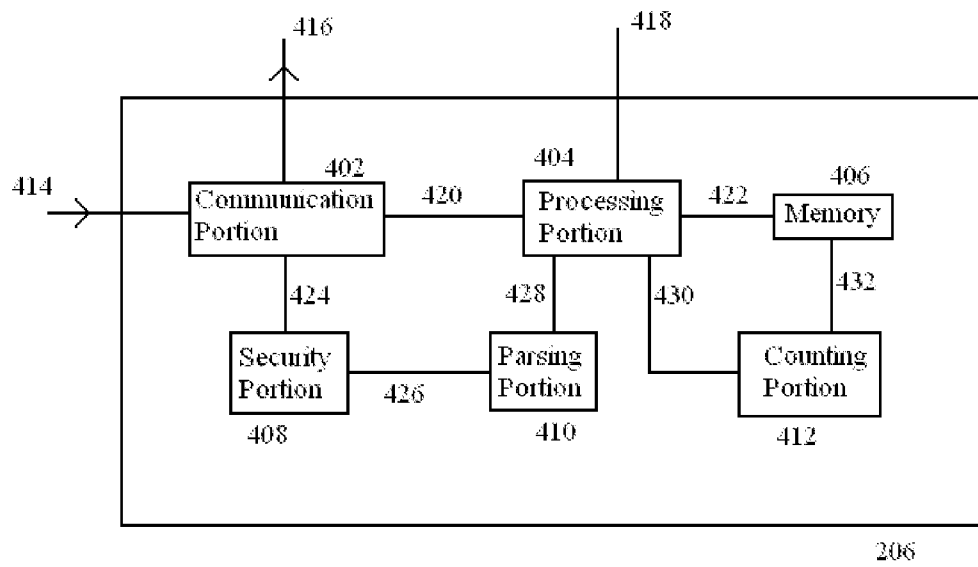 416
418
414
402
404
406
Communication
Portion
420
Processing
Portion
422
Memory
424
428
430
432
Security
Portion
426
Parsing
Portion
Counting
Portion
408
410
412
206